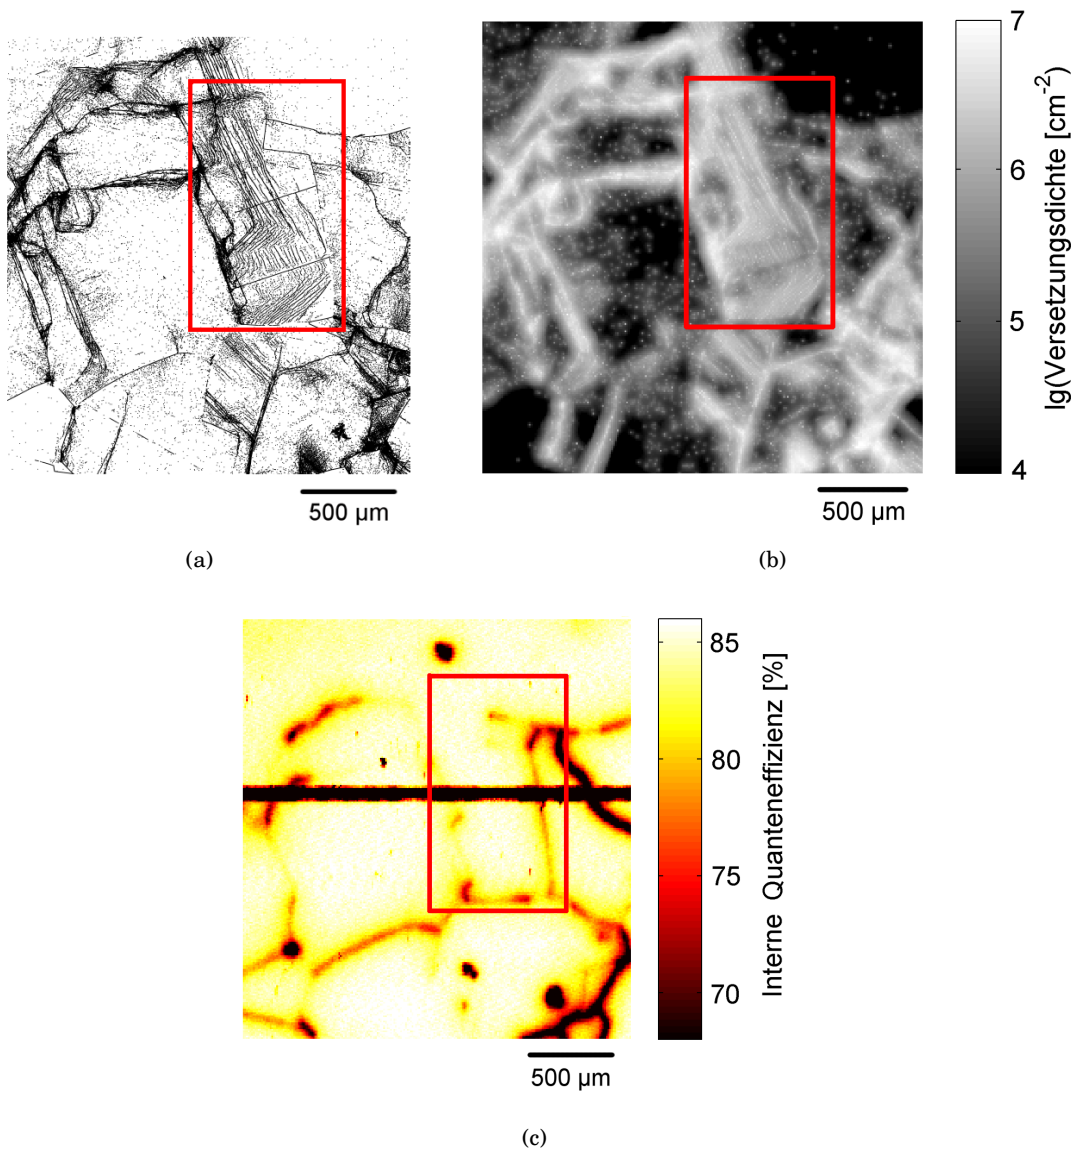 7
6
5
4
lg(Versetzungsdichte [cm-2]
500 µm
500 µm
(a)
(b)
85
80
75
70
Interne Quanteneffizienz [%]
500 µm
(c)